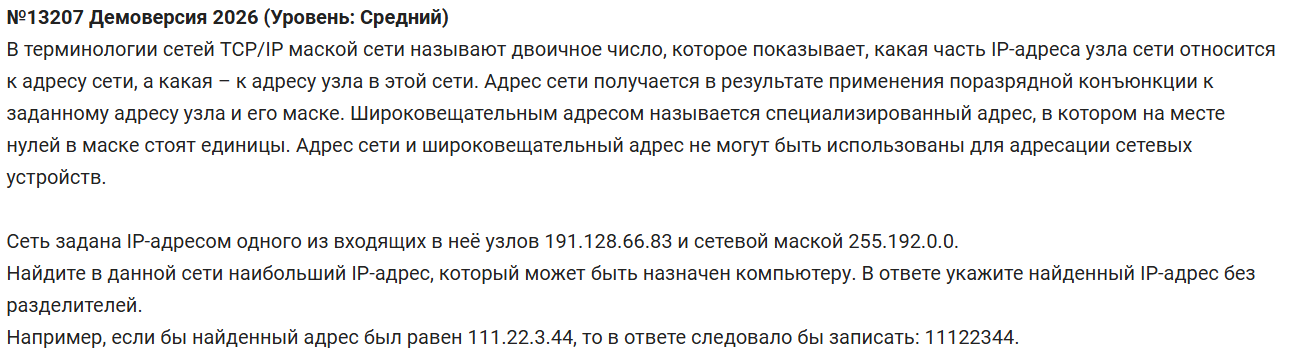 №13207 Демоверсия 2026 (Уровень: Средний)
В терминологии сетей TCP/IP маской сети называют двоичное число, которое показывает, какая часть IP-адреса узла сети относится
к адресу сети, а какая – к адресу узла в этой сети. Адрес сети получается в результате применения поразрядной конъюнкции к
заданному адресу узла и его маске. Широковещательным адресом называется специализированный адрес, в котором на месте
нулей в маске стоят единицы. Адрес сети и широковещательный адрес не могут быть использованы для адресации сетевых
устройств.
Сеть задана IP-адресом одного из входящих в неё узлов 191.128.66.83 и сетевой маской 255.192.0.0.
Найдите в данной сети наибольший IP-адрес, который может быть назначен компьютеру. В ответе укажите найденный IP-адрес без
разделителей.
Например, если бы найденный адрес был равен 111.22.3.44, то в ответе следовало бы записать: 11122344.